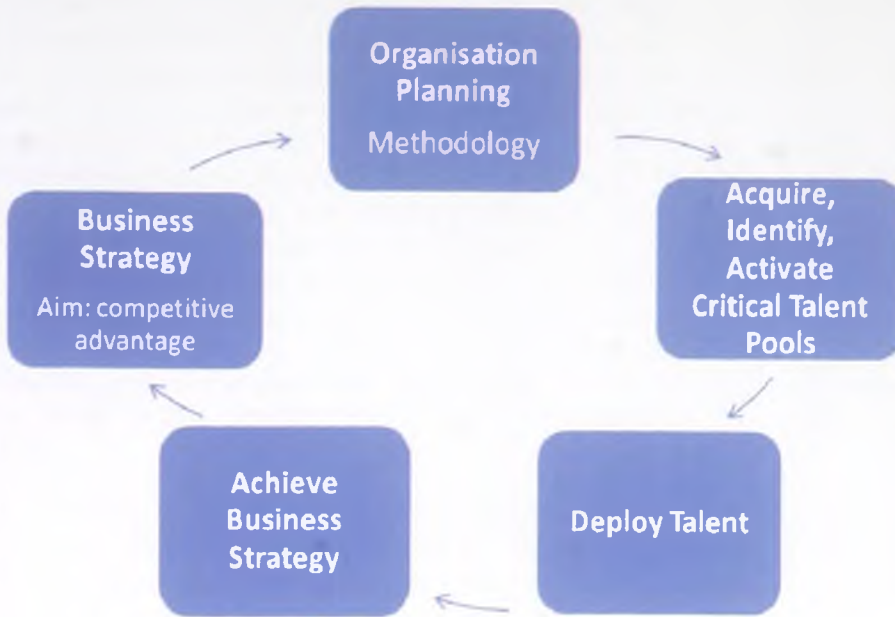 Organisation
Planning
Methodology
Acquire,
Identify,
Activate
Critical Talent
Pools
Deploy Talent
Achieve
Business
Strategy
Business
Strategy
Aim: competitive
advantage